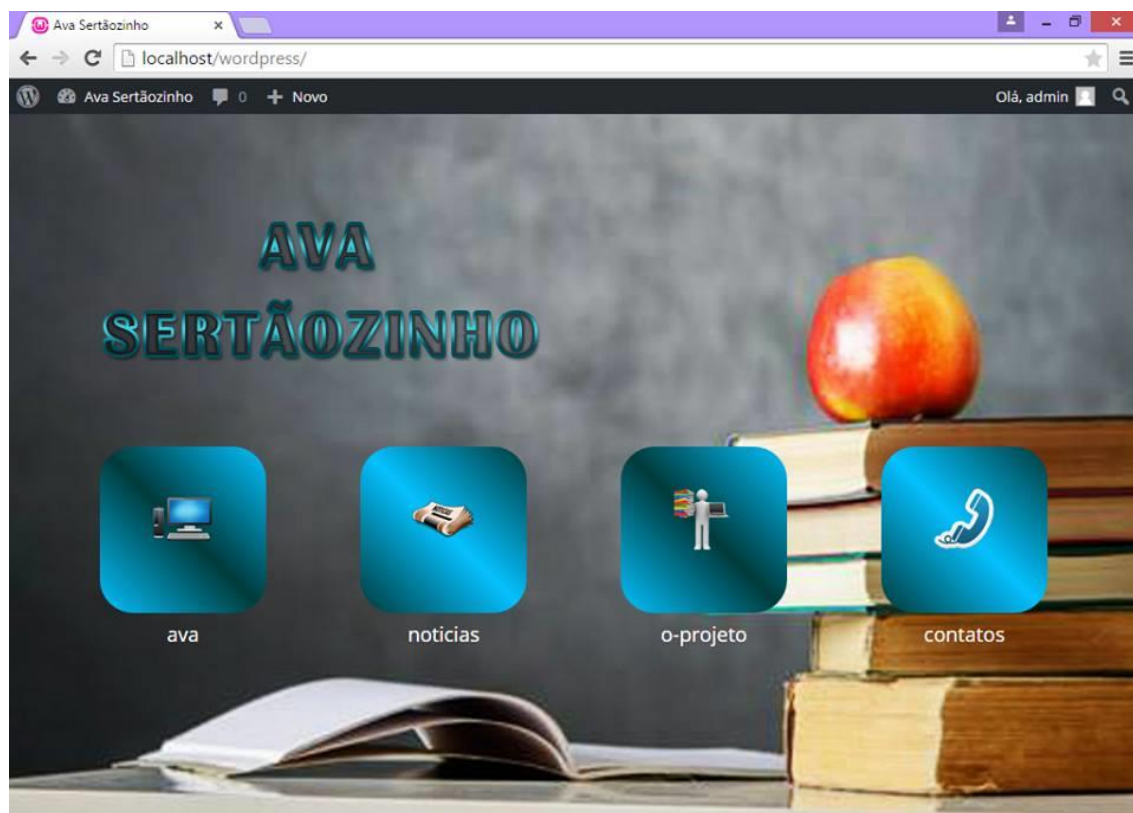 Ava Sertãozinho
localhost/wordpress/
Ava Sertãozinho 0 + Novo Olá, admin
AVA
SERTÃOZINHO
ava noticias o-projeto contatos